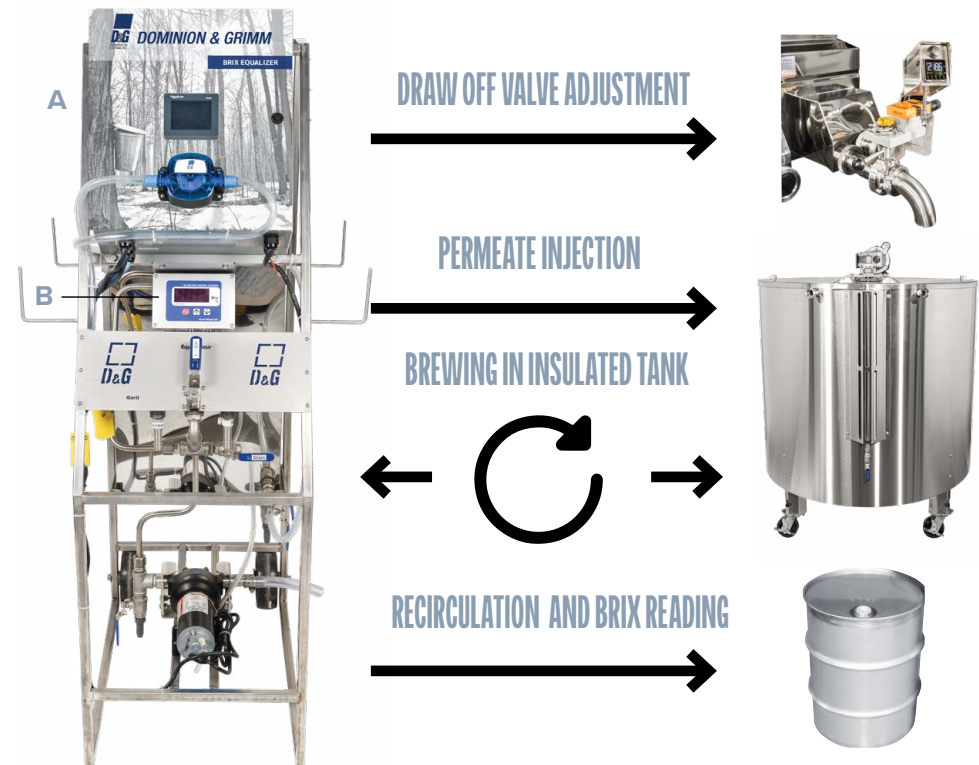 D&G DOMINION & GRIMM
BRIX EQUALIZER
A
DRAW OFF VALVE ADJUSTMENT
PERMEATE INJECTION
B
BREWING IN INSULATED TANK
D&G
D&G
RECIRCULATION AND BRIX READING